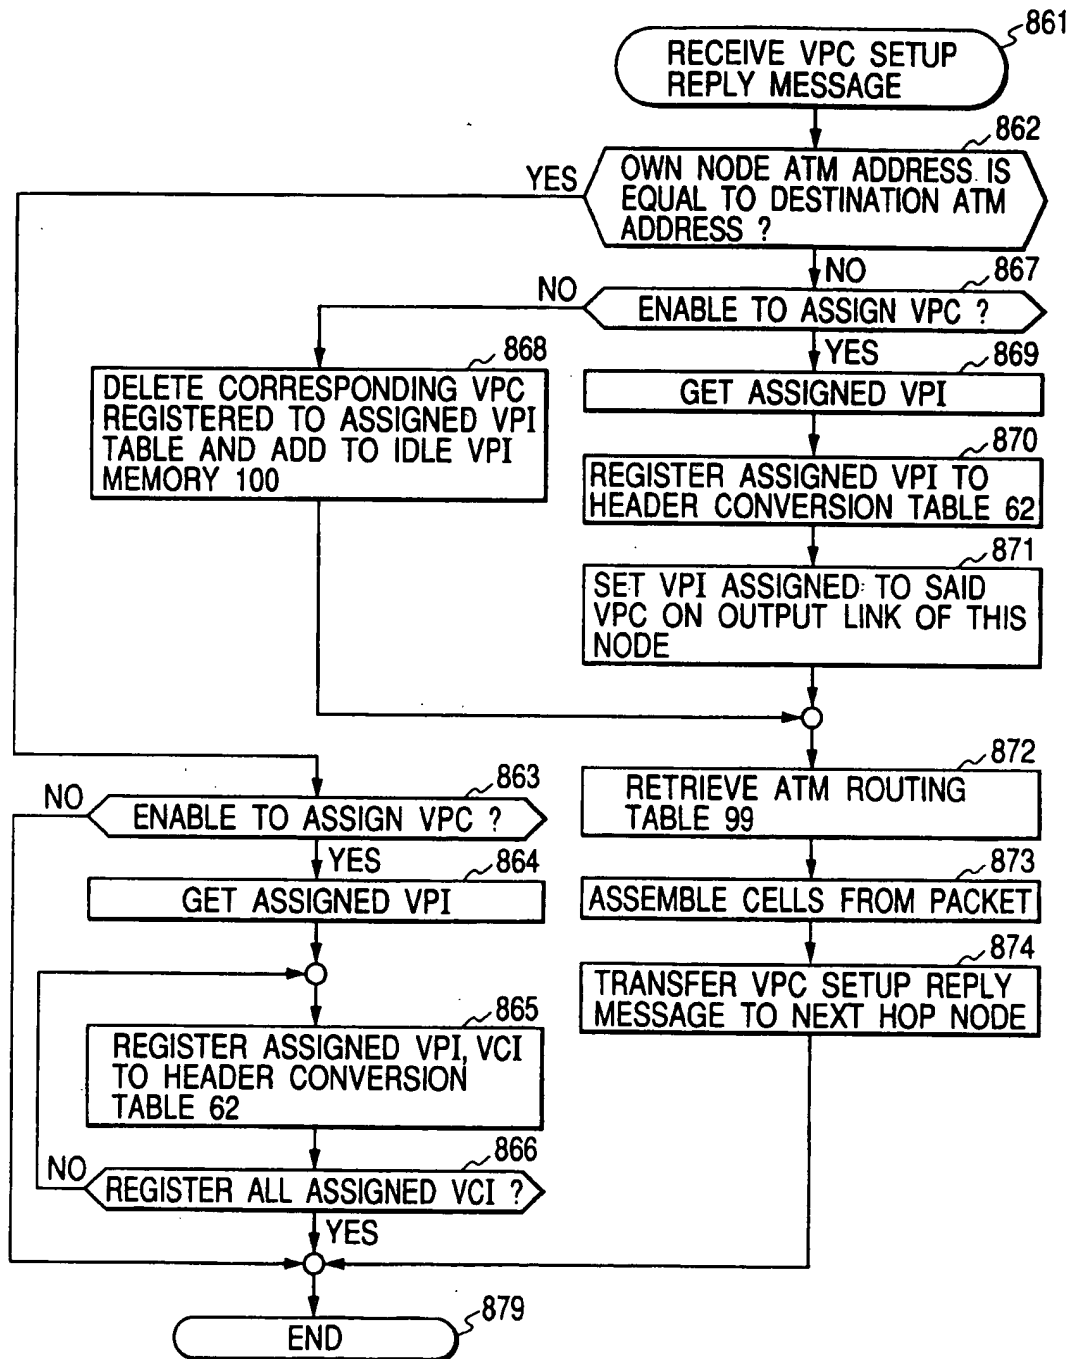 861
RECEIVE VPC SETUP
REPLY MESSAGE
862
YES
OWN NODE ATM ADDRESS IS
EQUAL TO DESTINATION ATM
ADDRESS ?
NO
867
NO
ENABLE TO ASSIGN VPC ?
868
YES
869
DELETE CORRESPONDING VPC
REGISTERED TO ASSIGNED VPI
TABLE AND ADD TO IDLE VPI
MEMORY 100
GET ASSIGNED VPI
870
REGISTER ASSIGNED VPI TO
HEADER CONVERSION TABLE 62
871
SET VPI ASSIGNED TO SAID
VPC ON OUTPUT LINK OF THIS
NODE
872
RETRIEVE ATM ROUTING
TABLE 99
873
ASSEMBLE CELLS FROM PACKET
874
TRANSFER VPC SETUP REPLY
MESSAGE TO NEXT HOP NODE
863
NO
ENABLE TO ASSIGN VPC ?
YES
864
GET ASSIGNED VPI
865
REGISTER ASSIGNED VPI, VCI
TO HEADER CONVERSION
TABLE 62
866
NO
REGISTER ALL ASSIGNED VCI ?
YES
879
END